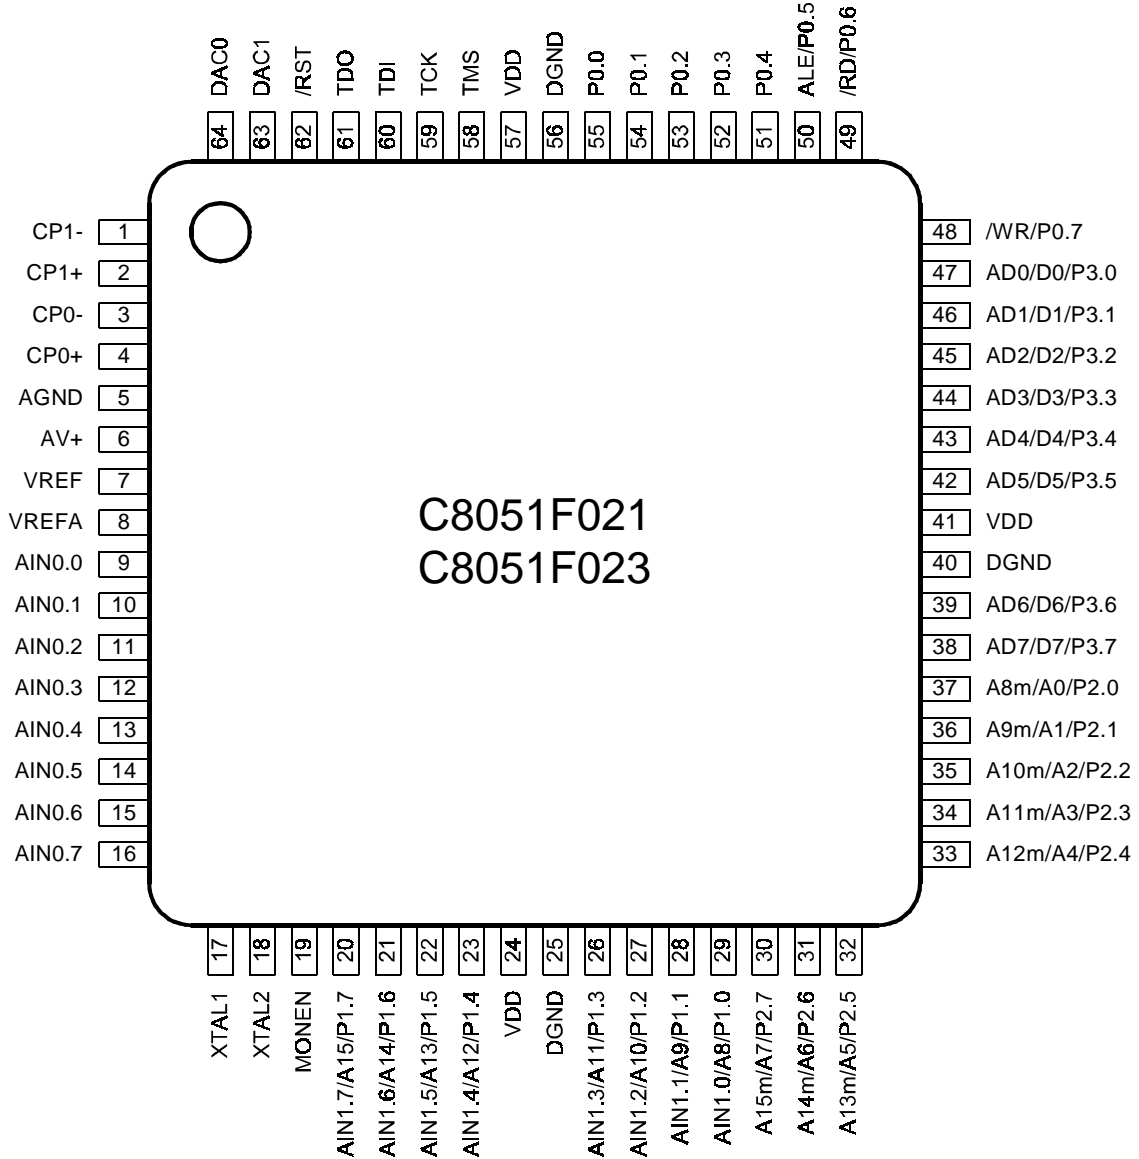 DAC0
DAC1
/RST
TDO
TDI
TCK
TMS
VDD
DGND
P0.0
P0.1
P0.2
P0.3
P0.4
ALE/P0.5
/RD/P0.6
64
63
62
61
60
59
58
57
56
55
54
53
52
51
50
49
CP1- 1
CP1+ 2
CP0- 3
CP0+ 4
AGND 5
AV+ 6
VREF 7
VREFA 8
AIN0.0 9
AIN0.1 10
AIN0.2 11
AIN0.3 12
AIN0.4 13
AIN0.5 14
AIN0.6 15
AIN0.7 16
C8051F021
C8051F023
48 /WR/P0.7
47 AD0/D0/P3.0
46 AD1/D1/P3.1
45 AD2/D2/P3.2
44 AD3/D3/P3.3
43 AD4/D4/P3.4
42 AD5/D5/P3.5
41 VDD
40 DGND
39 AD6/D6/P3.6
38 AD7/D7/P3.7
37 A8m/A0/P2.0
36 A9m/A1/P2.1
35 A10m/A2/P2.2
34 A11m/A3/P2.3
33 A12m/A4/P2.4
17
18
19
20
21
22
23
24
25
26
27
28
29
30
31
32
XTAL1
XTAL2
MONEN
AIN1.7/A15/P1.7
AIN1.6/A14/P1.6
AIN1.5/A13/P1.5
AIN1.4/A12/P1.4
VDD
DGND
AIN1.3/A11/P1.3
AIN1.2/A10/P1.2
AIN1.1/A9/P1.1
AIN1.0/A8/P1.0
A15m/A7/P2.7
A14m/A6/P2.6
A13m/A5/P2.5